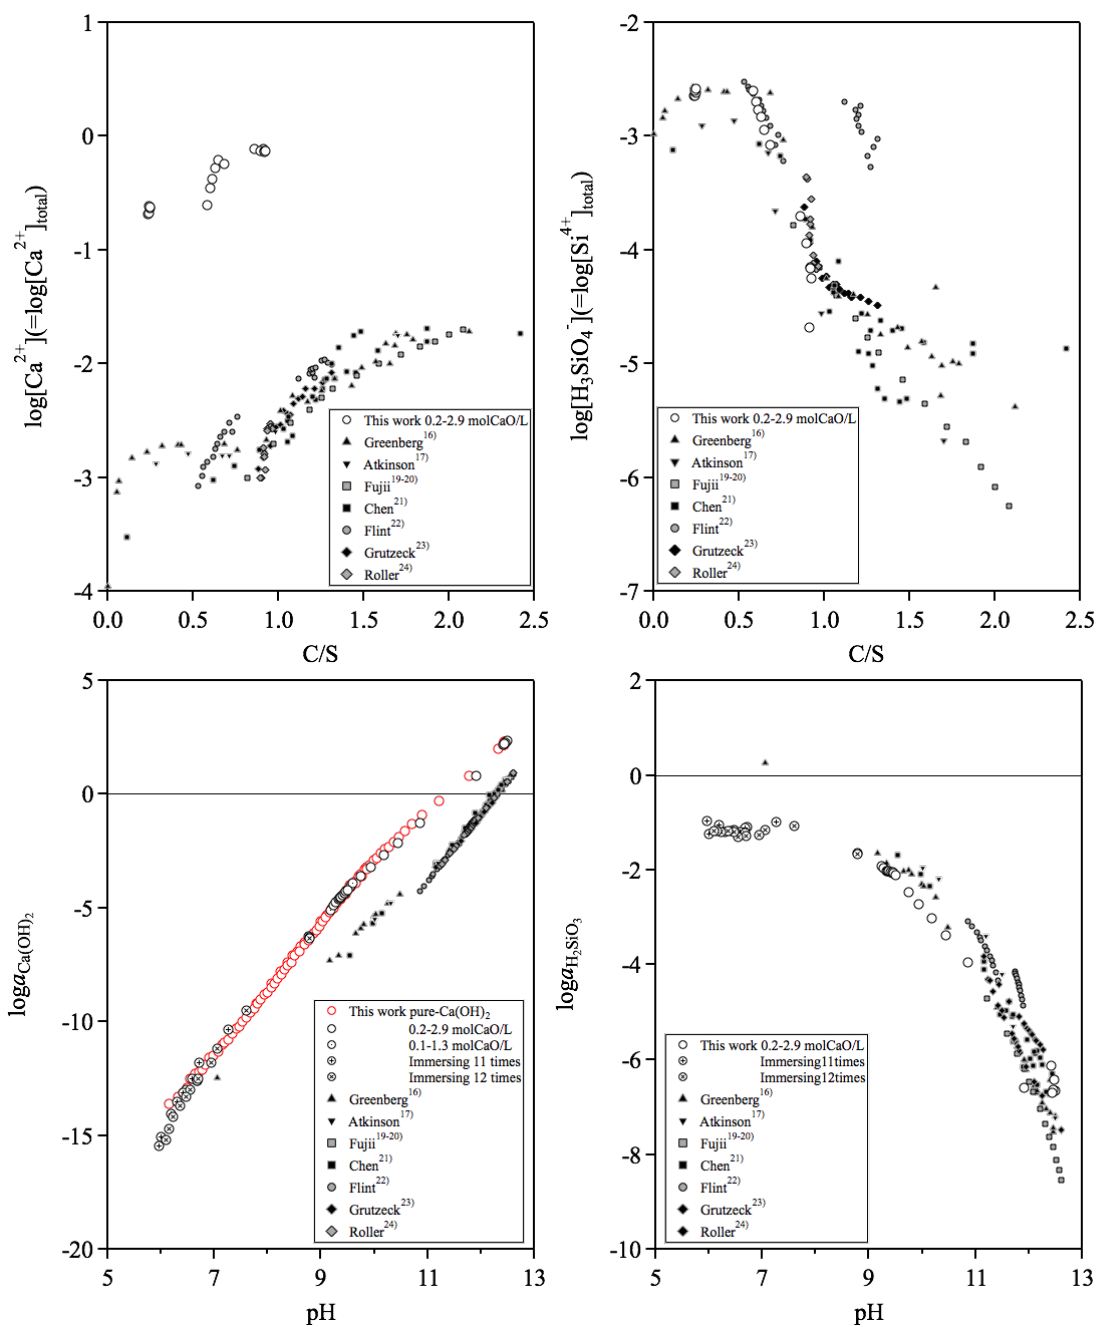 1
0
-1
-2
-3
-4
0.0 0.5 1.0 1.5 2.0 2.5
C/S
log[Ca²⁺](=log[Ca²⁺]total)
This work 0.2-2.9 molCaO/L
Greenberg¹⁶⁾
Atkinson¹⁷⁾
Fujii¹⁹⁻²⁰⁾
Chen²¹⁾
Flint²²⁾
Grutzeck²³⁾
Roller²⁴⁾
-2
-3
-4
-5
-6
-7
0.0 0.5 1.0 1.5 2.0 2.5
C/S
log[H₃SiO₄⁻](=log[Si⁴⁺]total)
This work 0.2-2.9 molCaO/L
Greenberg¹⁶⁾
Atkinson¹⁷⁾
Fujii¹⁹⁻²⁰⁾
Chen²¹⁾
Flint²²⁾
Grutzeck²³⁾
Roller²⁴⁾
5
0
-5
-10
-15
-20
5 7 9 11 13
pH
logaCa(OH)₂
This work pure-Ca(OH)₂
0.2-2.9 molCaO/L
0.1-1.3 molCaO/L
Immersing 11 times
Immersing 12 times
Greenberg¹⁶⁾
Atkinson¹⁷⁾
Fujii¹⁹⁻²⁰⁾
Chen²¹⁾
Flint²²⁾
Grutzeck²³⁾
Roller²⁴⁾
2
0
-2
-4
-6
-8
-10
5 7 9 11 13
pH
logaH₂SiO₃
This work 0.2-2.9 molCaO/L
Immersing11times
Immersing12times
Greenberg¹⁶⁾
Atkinson¹⁷⁾
Fujii¹⁹⁻²⁰⁾
Chen²¹⁾
Flint²²⁾
Grutzeck²³⁾
Roller²⁴⁾